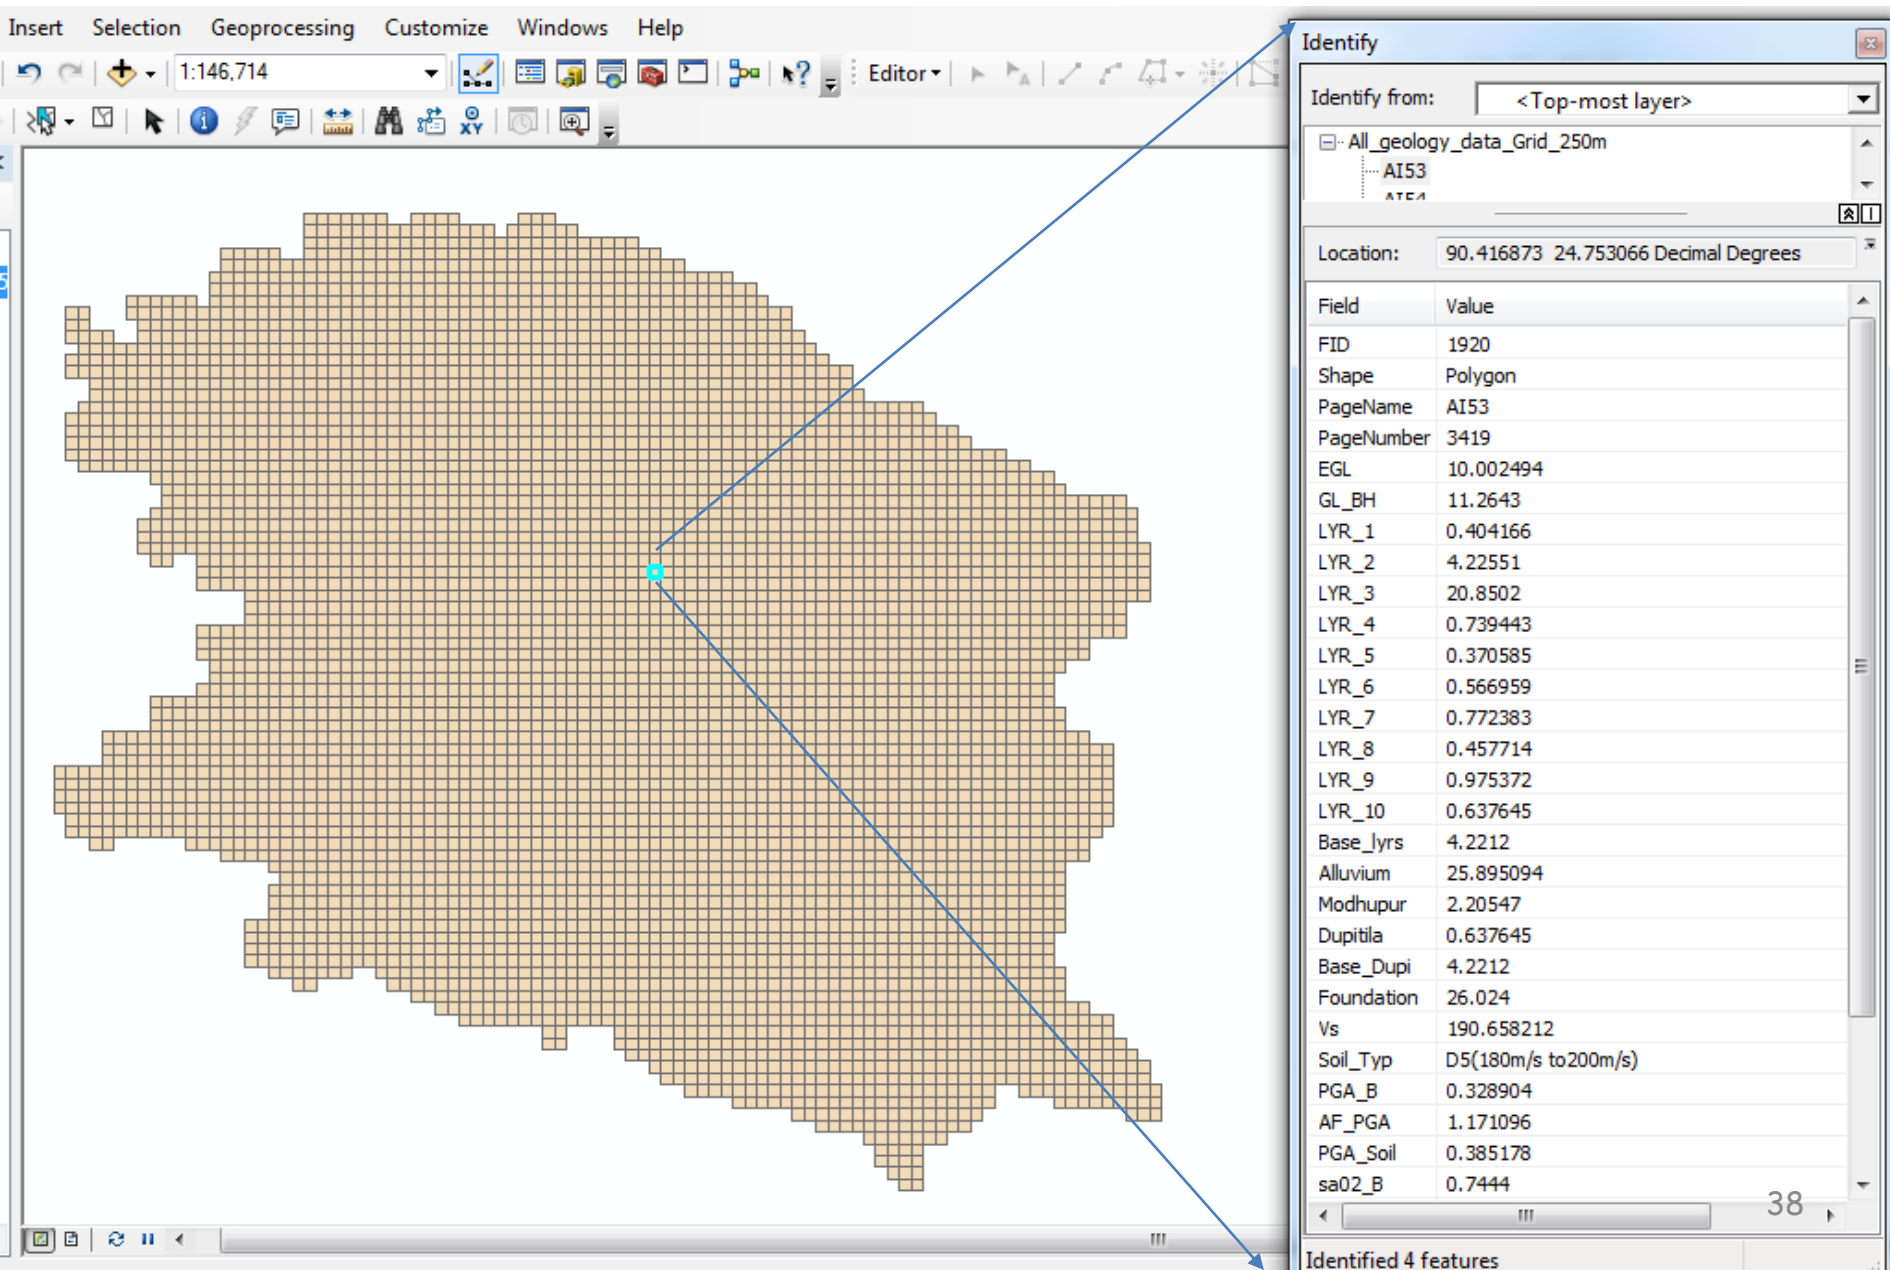 Insert Selection Geoprocessing Customize Windows Help
1:146,714
Editor
XY
Identify
Identify from: <Top-most layer>
All_geology_data_Grid_250m
AI53
AI54
Location: 90.416873 24.753066 Decimal Degrees
Field Value
FID 1920
Shape Polygon
PageName AI53
PageNumber 3419
EGL 10.002494
GL_BH 11.2643
LYR_1 0.404166
LYR_2 4.22551
LYR_3 20.8502
LYR_4 0.739443
LYR_5 0.370585
LYR_6 0.566959
LYR_7 0.772383
LYR_8 0.457714
LYR_9 0.975372
LYR_10 0.637645
Base_lyrs 4.2212
Alluvium 25.895094
Modhupur 2.20547
Dupitila 0.637645
Base_Dupi 4.2212
Foundation 26.024
Vs 190.658212
Soil_Typ D5(180m/s to200m/s)
PGA_B 0.328904
AF_PGA 1.171096
PGA_Soil 0.385178
sa02_B 0.7444
38
Identified 4 features